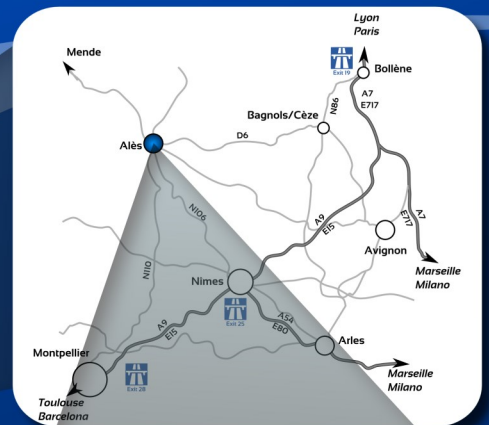 Lyon
Paris
Mende
Exit 19
Bollène
A7
E717
N86
Bagnols/Cèze
D6
Alès
N106
A9
E15
A7
E717
Avignon
N110
Nimes
Marseille
Milano
Exit 25
A54
E80
A9
E15
Arles
Montpellier
Exit 28
Marseille
Milano
Toulouse
Barcelona